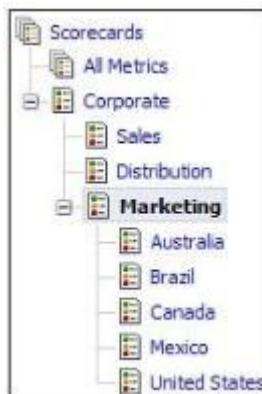 Scorecards
All Metrics
Corporate
Sales
Distribution
Marketing
Australia
Brazil
Canada
Mexico
United States